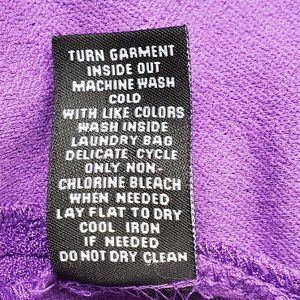 TURN GARMENT
INSIDE OUT
MACHINE WASH
COLD
WITH LIKE COLORS
WASH INSIDE
LAUNDRY BAG
DELICATE CYCLE
ONLY NON-
CHLORINE BLEACH
WHEN NEEDED
LAY FLAT TO DRY
COOL IRON
IF NEEDED
DO NOT DRY CLEAN